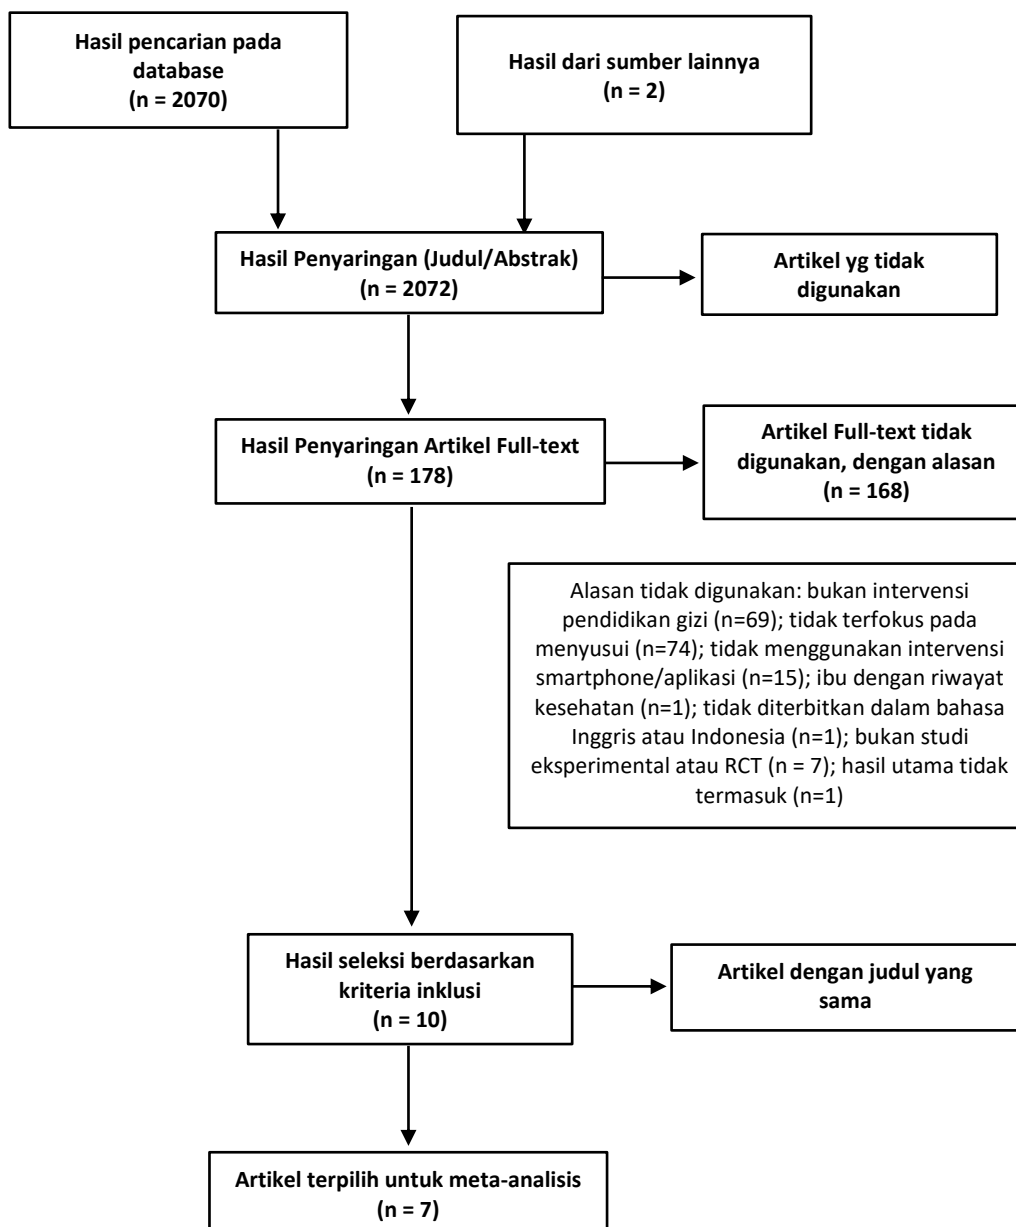 Hasil pencarian pada
database
(n = 2070)
Hasil dari sumber lainnya
(n = 2)
Hasil Penyaringan (Judul/Abstrak)
(n = 2072)
Artikel yg tidak
digunakan
Hasil Penyaringan Artikel Full-text
(n = 178)
Artikel Full-text tidak
digunakan, dengan alasan
(n = 168)
Alasan tidak digunakan: bukan intervensi
pendidikan gizi (n=69); tidak terfokus pada
menyusui (n=74); tidak menggunakan intervensi
smartphone/aplikasi (n=15); ibu dengan riwayat
kesehatan (n=1); tidak diterbitkan dalam bahasa
Inggris atau Indonesia (n=1); bukan studi
eksperimental atau RCT (n = 7); hasil utama tidak
termasuk (n=1)
Hasil seleksi berdasarkan
kriteria inklusi
(n = 10)
Artikel dengan judul yang
sama
Artikel terpilih untuk meta-analisis
(n = 7)